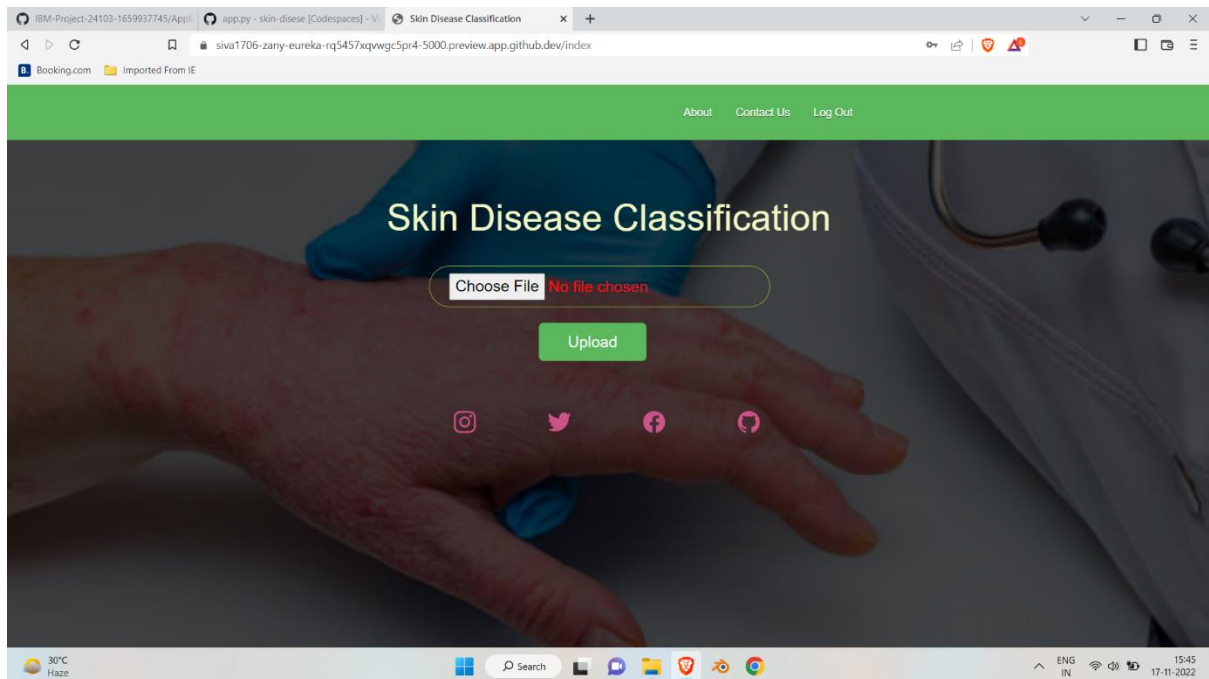 IBM-Project-24103-1659937745/Appli
app.py - skin-disese [Codespaces] - V
Skin Disease Classification
siva1706-zany-eureka-rq5457xqvwgc5pr4-5000.preview.app.github.dev/index
B. Booking.com
Imported From IE
About
Contact Us
Log Out
Skin Disease Classification
Choose File No file chosen
Upload
30°C
Haze
Search
ENG
IN
15:45
17-11-2022